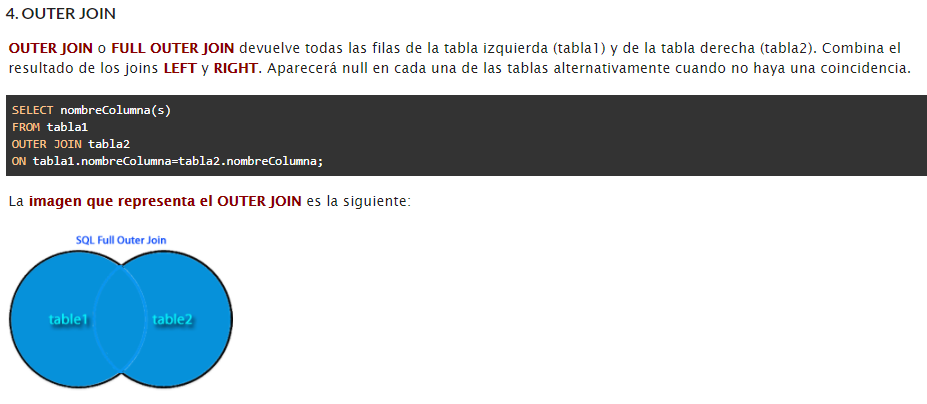 4. OUTER JOIN
OUTER JOIN o FULL OUTER JOIN devuelve todas las filas de la tabla izquierda (tabla1) y de la tabla derecha (tabla2). Combina el
resultado de los joins LEFT y RIGHT. Aparecerá null en cada una de las tablas alternativamente cuando no haya una coincidencia.
SELECT nombreColumna(s)
FROM tabla1
OUTER JOIN tabla2
ON tabla1.nombreColumna=tabla2.nombreColumna;
La imagen que representa el OUTER JOIN es la siguiente:
SQL Full Outer Join
table1 table2